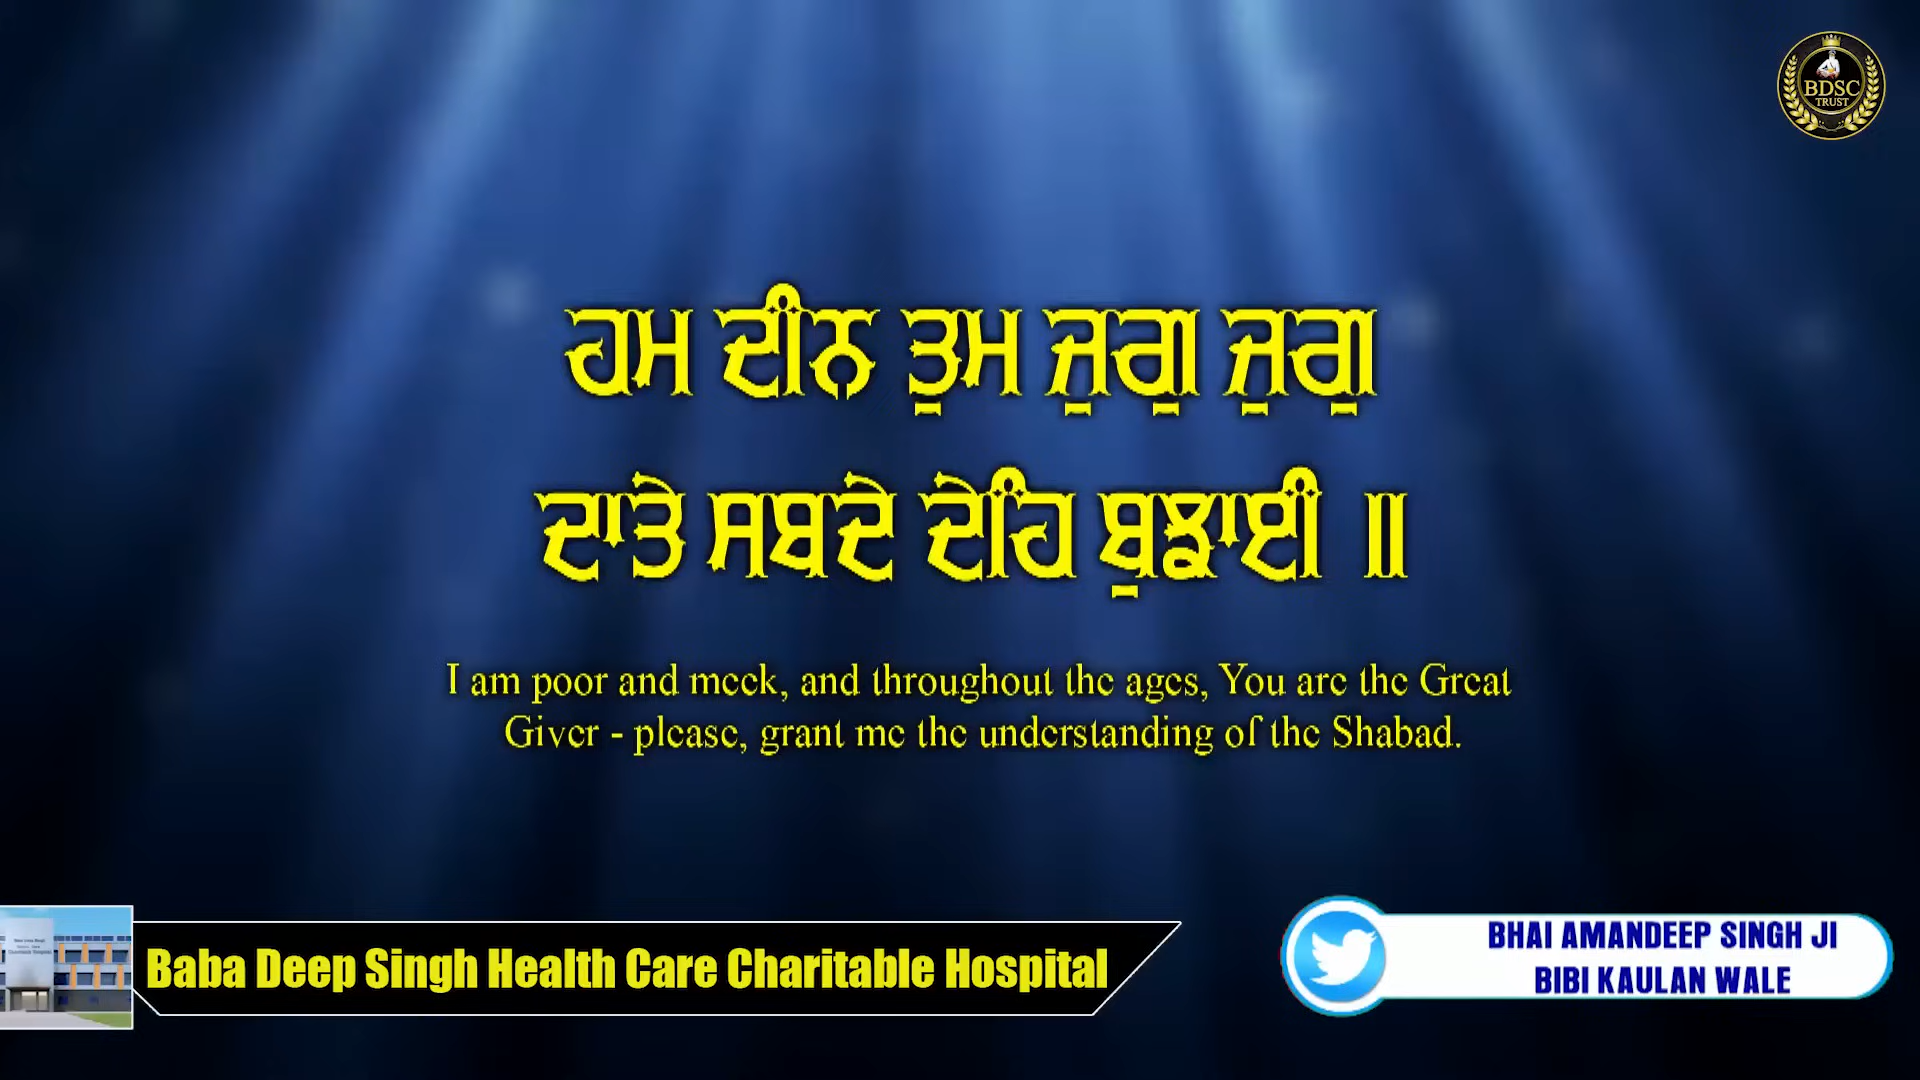 BDSC
TRUST
ਹਮ ਦੀਨ ਤੁਮ ਜੁਗੁ ਜੁਗੁ
ਦਾਤੇ ਸਬਦੇ ਦੇਹਿ ਬੁਝਾਈ ॥
I am poor and meek, and throughout the ages, You are the Great
Giver - please, grant me the understanding of the Shabad.
Baba Deep Singh Health Care Charitable Hospital
BHAI AMANDEEP SINGH JI
BIBI KAULAN WALE